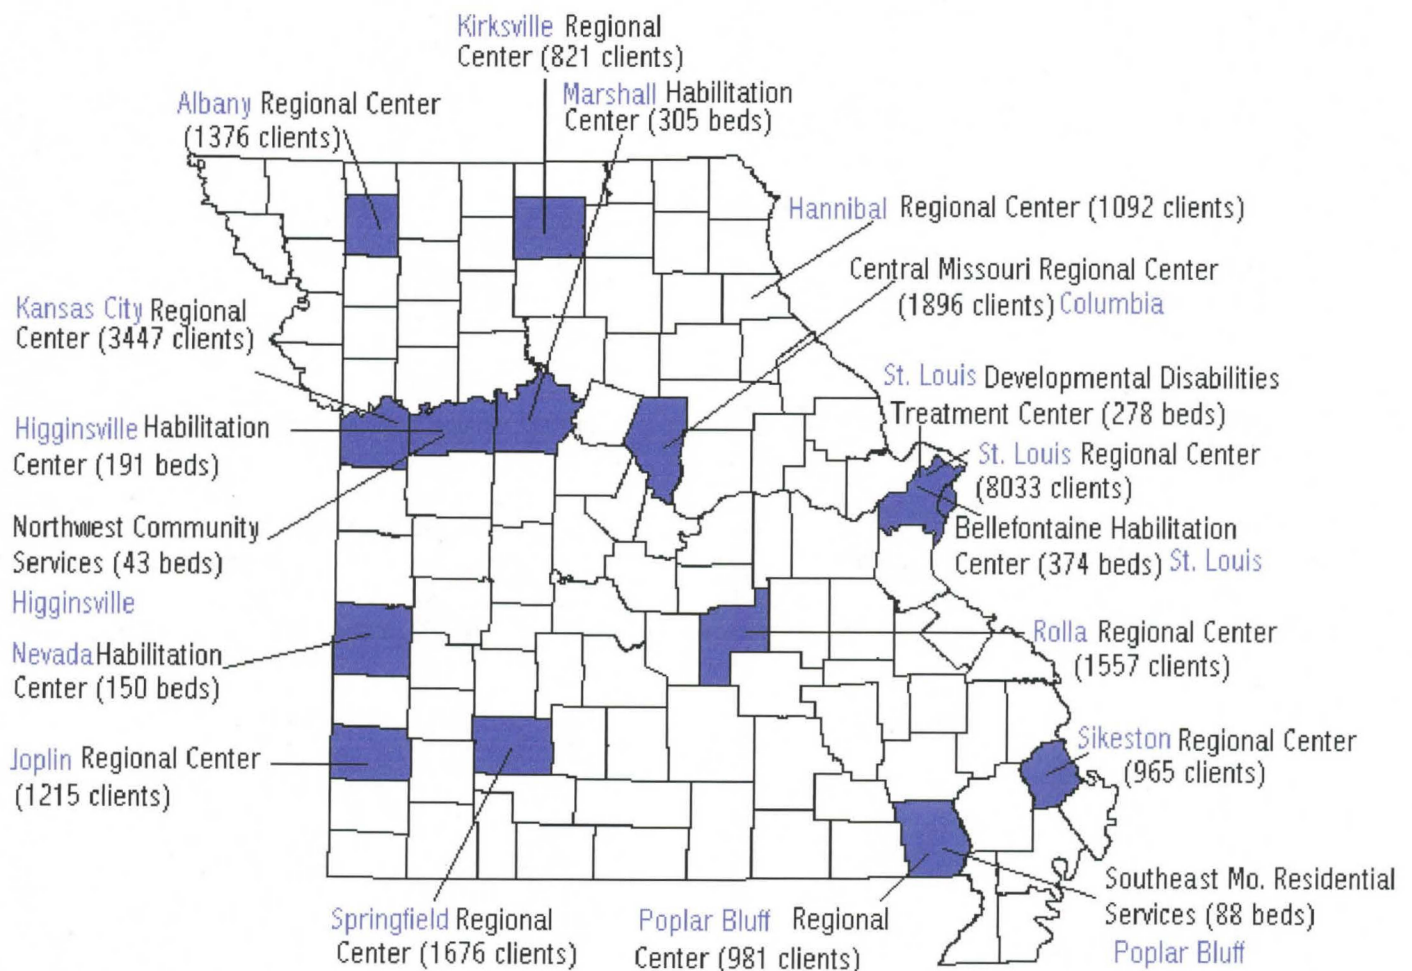 Kirksville Regional
Center (821 clients)
Albany Regional Center
(1376 clients)
Marshall Habilitation
Center (305 beds)
Hannibal Regional Center (1092 clients)
Central Missouri Regional Center
(1896 clients) Columbia
Kansas City Regional
Center (3447 clients)
St. Louis Developmental Disabilities
Treatment Center (278 beds)
Higginsville Habilitation
Center (191 beds)
St. Louis Regional Center
(8033 clients)
Northwest Community
Services (43 beds)
Higginsville
Bellefontaine Habilitation
Center (374 beds) St. Louis
Nevada Habilitation
Center (150 beds)
Rolla Regional Center
(1557 clients)
Joplin Regional Center
(1215 clients)
Sikeston Regional Center
(965 clients)
Springfield Regional
Center (1676 clients)
Poplar Bluff Regional
Center (981 clients)
Southeast Mo. Residential
Services (88 beds)
Poplar Bluff